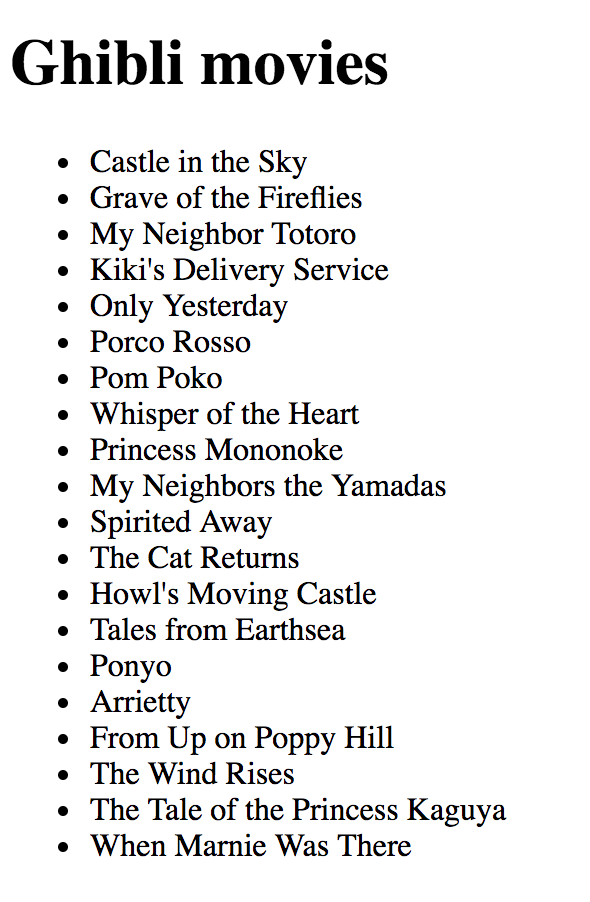 Ghibli movies
Castle in the Sky
Grave of the Fireflies
My Neighbor Totoro
Kiki's Delivery Service
Only Yesterday
Porco Rosso
Pom Poko
Whisper of the Heart
Princess Mononoke
My Neighbors the Yamadas
Spirited Away
The Cat Returns
Howl's Moving Castle
Tales from Earthsea
Ponyo
Arrietty
From Up on Poppy Hill
The Wind Rises
The Tale of the Princess Kaguya
When Marnie Was There